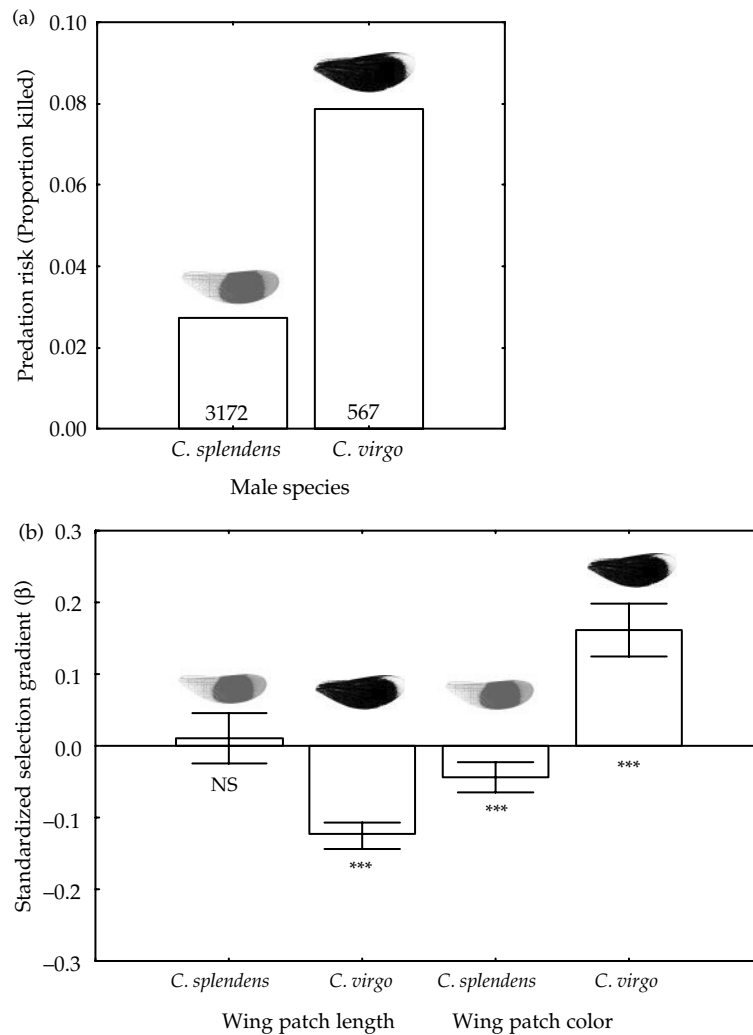 (a)
Predation risk (Proportion killed)
0.10
0.08
0.06
0.04
0.02
0.00
3172
567
C. splendens C. virgo
Male species
(b)
Standardized selection gradient (β)
0.3
0.2
0.1
0.0
–0.1
–0.2
–0.3
NS
***
***
***
C. splendens C. virgo C. splendens C. virgo
Wing patch length Wing patch color